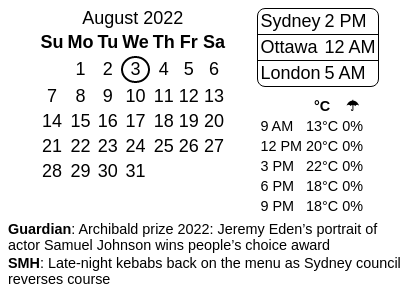 August 2022
Su Mo Tu We Th Fr Sa
1 2 3 4 5 6
7 8 9 10 11 12 13
14 15 16 17 18 19 20
21 22 23 24 25 26 27
28 29 30 31
Sydney 2 PM
Ottawa 12 AM
London 5 AM
°C ☂
9 AM 13°C 0%
12 PM 20°C 0%
3 PM 22°C 0%
6 PM 18°C 0%
9 PM 18°C 0%
Guardian: Archibald prize 2022: Jeremy Eden’s portrait of
actor Samuel Johnson wins people’s choice award
SMH: Late-night kebabs back on the menu as Sydney council
reverses course